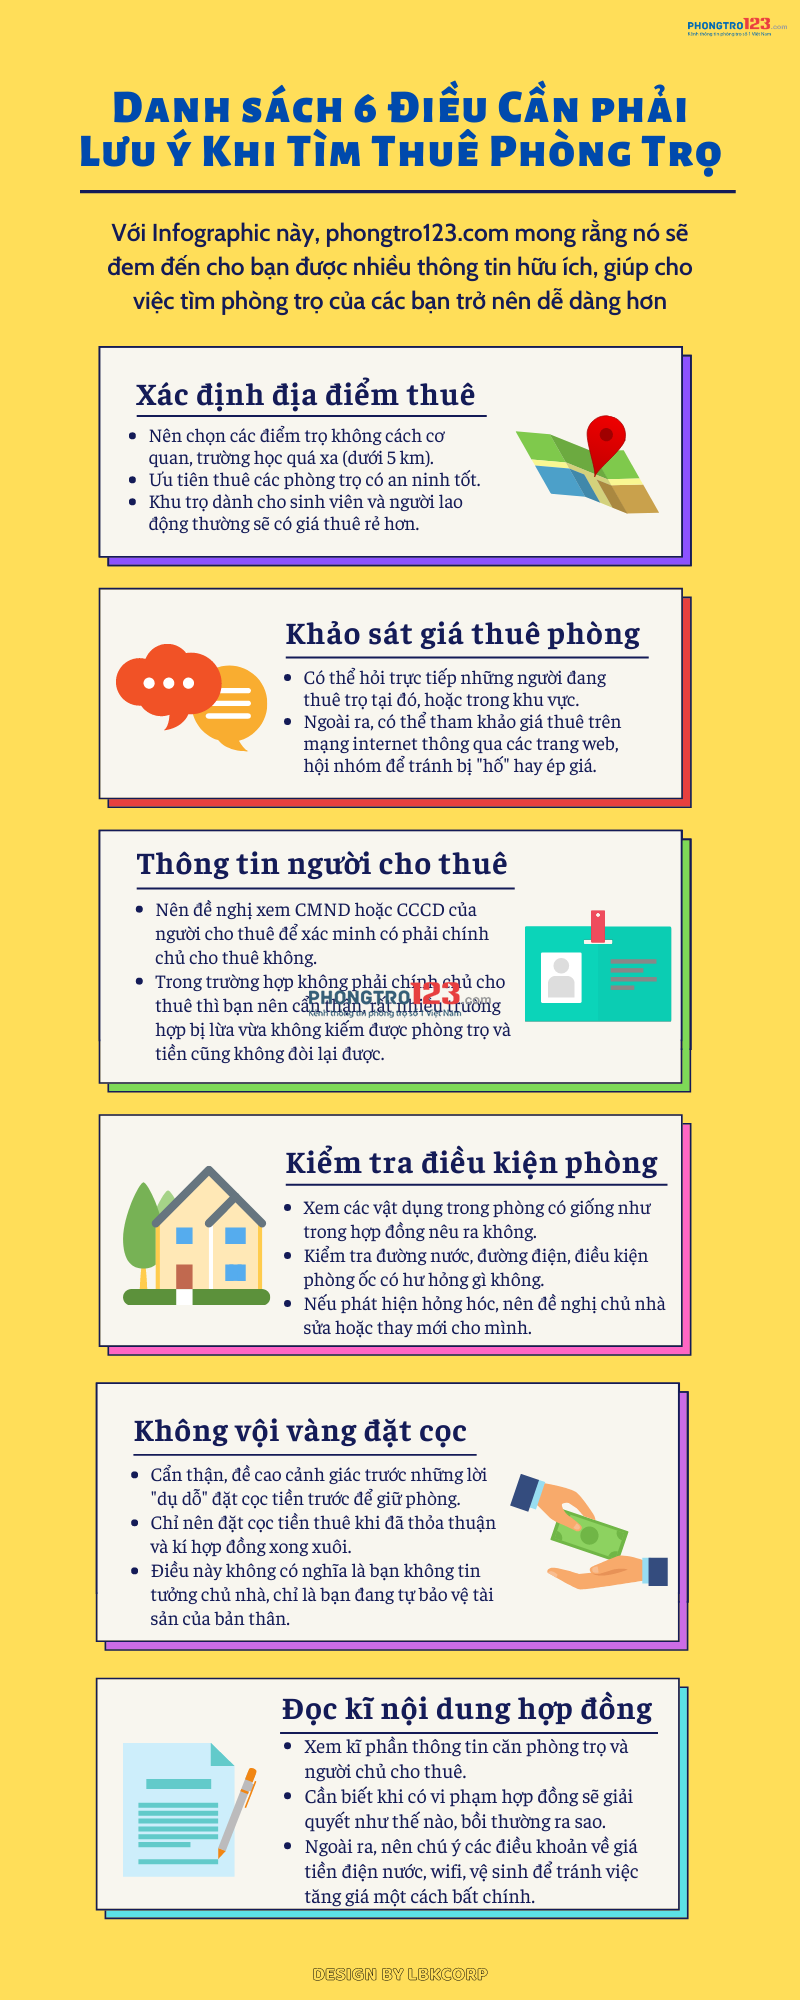 PHONGTRO123.com
Kênh thông tin phòng trọ số 1 Việt Nam
Danh sách 6 Điều Cần phải
Lưu ý Khi Tìm Thuê Phòng Trọ
Với Infographic này, phongtro123.com mong rằng nó sẽ
đem đến cho bạn được nhiều thông tin hữu ích, giúp cho
việc tìm phòng trọ của các bạn trở nên dễ dàng hơn
Xác định địa điểm thuê
• Nên chọn các điểm trọ không cách cơ
quan, trường học quá xa (dưới 5 km).
• Ưu tiên thuê các phòng trọ có an ninh tốt.
• Khu trọ dành cho sinh viên và người lao
động thường sẽ có giá thuê rẻ hơn.
Khảo sát giá thuê phòng
• Có thể hỏi trực tiếp những người đang
thuê trọ tại đó, hoặc trong khu vực.
• Ngoài ra, có thể tham khảo giá thuê trên
mạng internet thông qua các trang web,
hội nhóm để tránh bị "hố" hay ép giá.
Thông tin người cho thuê
• Nên đề nghị xem CMND hoặc CCCD của
người cho thuê để xác minh có phải chính
chủ cho thuê không.
• Trong trường hợp không phải chính chủ cho
thuê thì bạn nên cẩn thận, rất nhiều trường
hợp bị lừa vừa không kiếm được phòng trọ và
tiền cũng không đòi lại được.
PHONGTRO123.com
Kênh thông tin phòng trọ số 1 Việt Nam
Kiểm tra điều kiện phòng
• Xem các vật dụng trong phòng có giống như
trong hợp đồng nêu ra không.
• Kiểm tra đường nước, đường điện, điều kiện
phòng ốc có hư hỏng gì không.
• Nếu phát hiện hỏng hóc, nên đề nghị chủ nhà
sửa hoặc thay mới cho mình.
Không vội vàng đặt cọc
• Cẩn thận, đề cao cảnh giác trước những lời
"dụ dỗ" đặt cọc tiền trước để giữ phòng.
• Chỉ nên đặt cọc tiền thuê khi đã thỏa thuận
và kí hợp đồng xong xuôi.
• Điều này không có nghĩa là bạn không tin
tưởng chủ nhà, chỉ là bạn đang tự bảo vệ tài
sản của bản thân.
Đọc kĩ nội dung hợp đồng
• Xem kĩ phần thông tin căn phòng trọ và
người chủ cho thuê.
• Cần biết khi có vi phạm hợp đồng sẽ giải
quyết như thế nào, bồi thường ra sao.
• Ngoài ra, nên chú ý các điều khoản về giá
tiền điện nước, wifi, vệ sinh để tránh việc
tăng giá một cách bất chính.
DESIGN BY LBKCORP